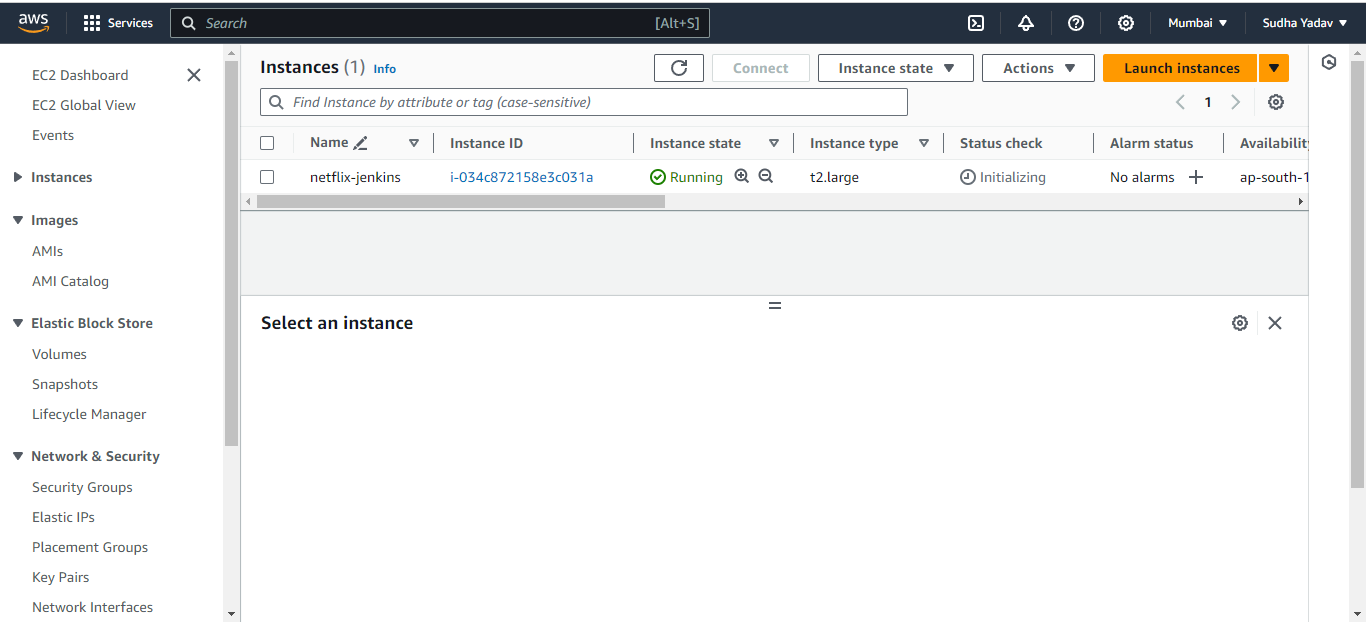 aws Services Search [Alt+S] Mumbai Sudha Yadav
EC2 Dashboard
EC2 Global View
Events
Instances
Images
AMIs
AMI Catalog
Elastic Block Store
Volumes
Snapshots
Lifecycle Manager
Network & Security
Security Groups
Elastic IPs
Placement Groups
Key Pairs
Network Interfaces
Instances (1) Info Connect Instance state Actions Launch instances
Find Instance by attribute or tag (case-sensitive) 1
Name Instance ID Instance state Instance type Status check Alarm status Availability
netflix-jenkins i-034c872158e3c031a Running t2.large Initializing No alarms ap-south-1
Select an instance